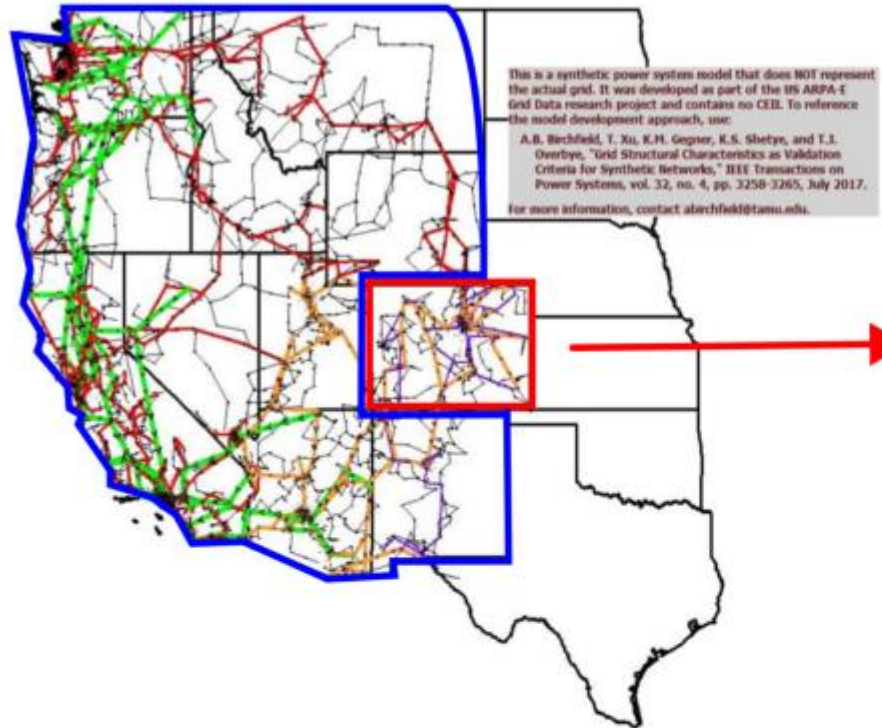 This is a synthetic power system model that does NOT represent
the actual grid. It was developed as part of the US ARPA-E
Grid Data research project and contains no CEII. To reference
the model development approach, use:
A.B. Birchfield, T. Xu, K.M. Gegner, K.S. Shetye, and T.J.
Overbye, "Grid Structural Characteristics as Validation
Criteria for Synthetic Networks," IEEE Transactions on
Power Systems, vol. 32, no. 4, pp. 3258-3265, July 2017.
For more information, contact abirchfield@tamu.edu.